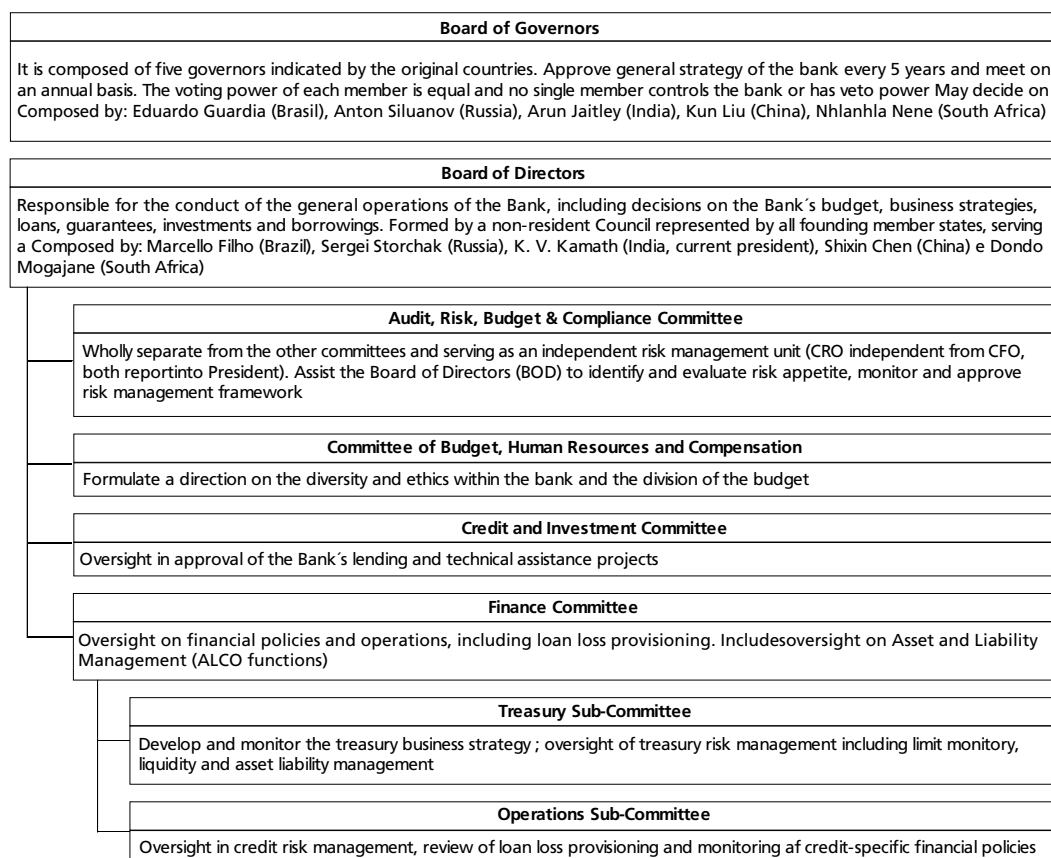 Board of Governors
It is composed of five governors indicated by the original countries. Approve general strategy of the bank every 5 years and meet on
an annual basis. The voting power of each member is equal and no single member controls the bank or has veto power May decide on
Composed by: Eduardo Guardia (Brasil), Anton Siluanov (Russia), Arun Jaitley (India), Kun Liu (China), Nhlanhla Nene (South Africa)
Board of Directors
Responsible for the conduct of the general operations of the Bank, including decisions on the Bank´s budget, business strategies,
loans, guarantees, investments and borrowings. Formed by a non-resident Council represented by all founding member states, serving
a Composed by: Marcello Filho (Brazil), Sergei Storchak (Russia), K. V. Kamath (India, current president), Shixin Chen (China) e Dondo
Mogajane (South Africa)
Audit, Risk, Budget & Compliance Committee
Wholly separate from the other committees and serving as an independent risk management unit (CRO independent from CFO,
both reportinto President). Assist the Board of Directors (BOD) to identify and evaluate risk appetite, monitor and approve
risk management framework
Committee of Budget, Human Resources and Compensation
Formulate a direction on the diversity and ethics within the bank and the division of the budget
Credit and Investment Committee
Oversight in approval of the Bank´s lending and technical assistance projects
Finance Committee
Oversight on financial policies and operations, including loan loss provisioning. Includesoversight on Asset and Liability
Management (ALCO functions)
Treasury Sub-Committee
Develop and monitor the treasury business strategy ; oversight of treasury risk management including limit monitory,
liquidity and asset liability management
Operations Sub-Committee
Oversight in credit risk management, review of loan loss provisioning and monitoring af credit-specific financial policies